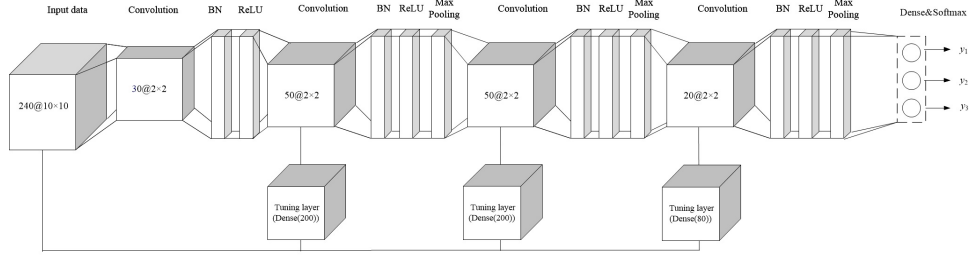 Input data
Convolution
BN ReLU
Convolution
BN ReLU Max
Pooling
Convolution
BN ReLU Max
Pooling
Convolution
BN ReLU Max
Pooling
Dense&Softmax
240@10×10
30@2×2
50@2×2
50@2×2
20@2×2
y1
y2
y3
Tuning layer
(Dense(200))
Tuning layer
(Dense(200))
Tuning layer
(Dense(80))